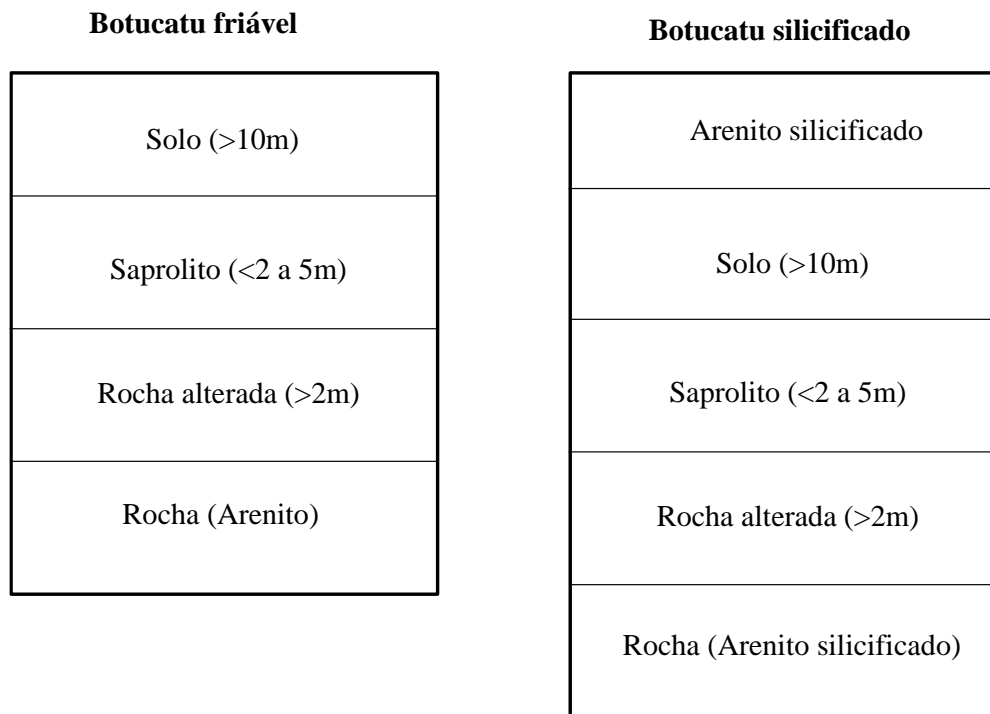 Botucatu friável
Solo (>10m)
Saprolito (<2 a 5m)
Rocha alterada (>2m)
Rocha (Arenito)
Botucatu silicificado
Arenito silicificado
Solo (>10m)
Saprolito (<2 a 5m)
Rocha alterada (>2m)
Rocha (Arenito silicificado)